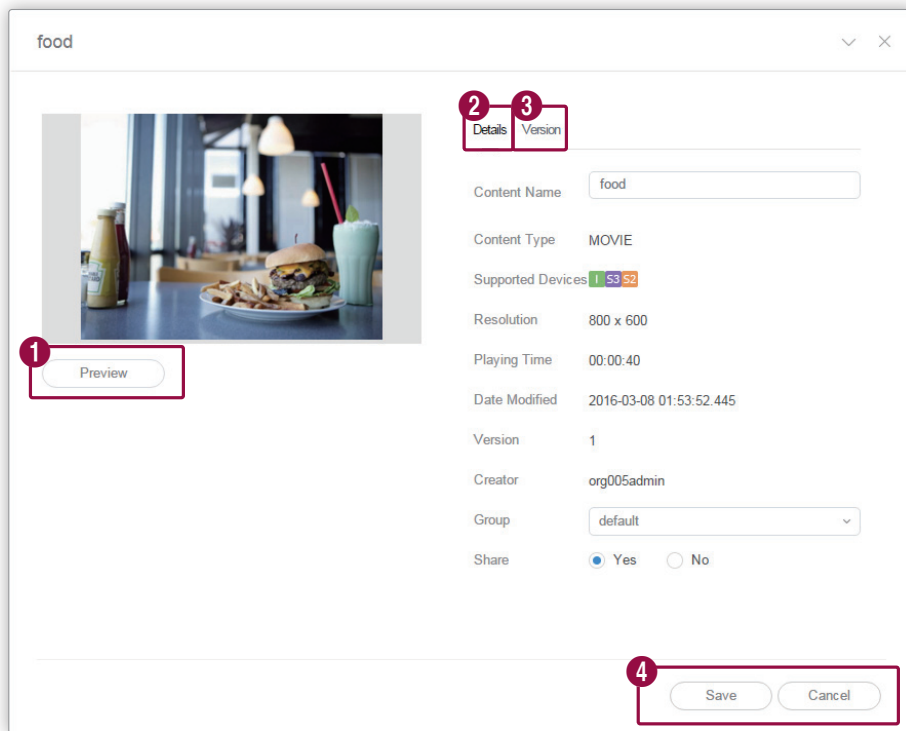 food
1
Preview
2
3
Details Version
Content Name food
Content Type MOVIE
Supported Devices I S3 S2
Resolution 800 x 600
Playing Time 00:00:40
Date Modified 2016-03-08 01:53:52.445
Version 1
Creator org005admin
Group default
Share Yes No
4
Save Cancel